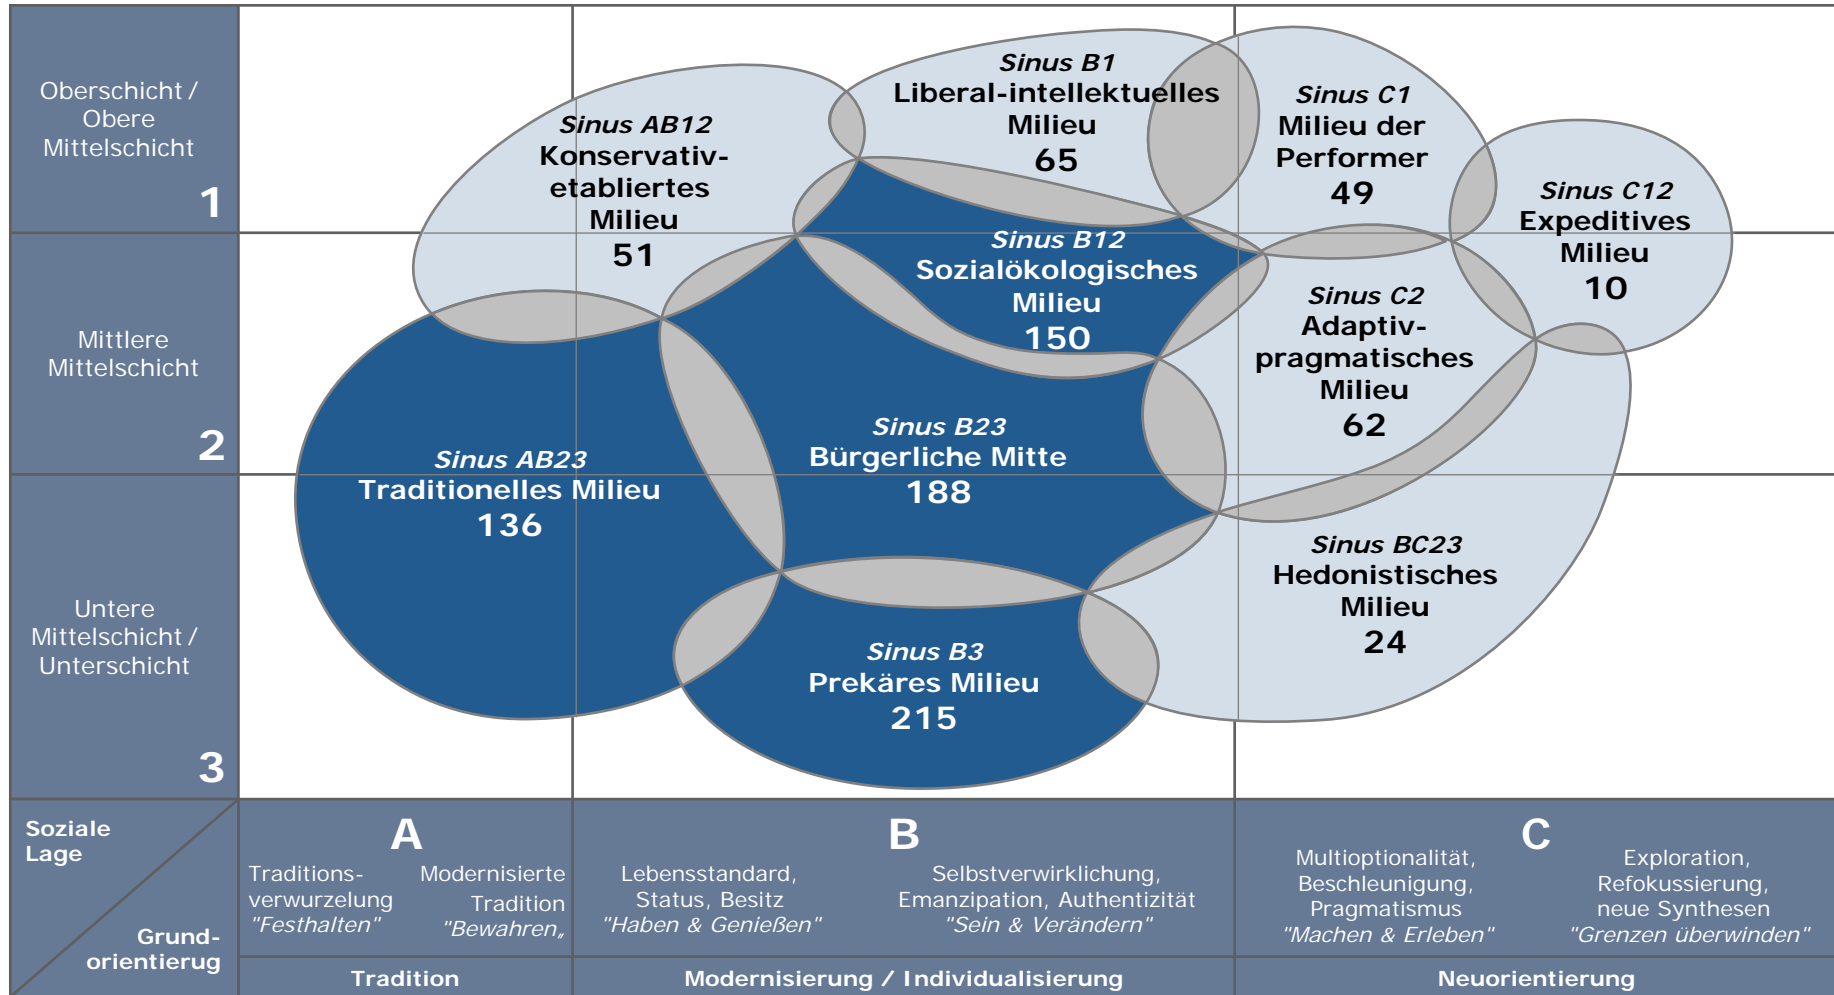 Oberschicht /
Obere
Mittelschicht
1
Mittlere
Mittelschicht
2
Untere
Mittelschicht /
Unterschicht
3
Sinus AB12
Konservativ-
etabliertes
Milieu
51
Sinus B1
Liberal-intellektuelles
Milieu
65
Sinus C1
Milieu der
Performer
49
Sinus C12
Expeditives
Milieu
10
Sinus B12
Sozialökologisches
Milieu
150
Sinus C2
Adaptiv-
pragmatisches
Milieu
62
Sinus AB23
Traditionelles Milieu
136
Sinus B23
Bürgerliche Mitte
188
Sinus BC23
Hedonistisches
Milieu
24
Sinus B3
Prekäres Milieu
215
Soziale
Lage
Grund-
orientierug
A
Traditions-
verwurzelung
"Festhalten"
Modernisierte
Tradition
"Bewahren„
B
Lebensstandard,
Status, Besitz
"Haben & Genießen"
Selbstverwirklichung,
Emanzipation, Authentizität
"Sein & Verändern"
C
Multioptionalität,
Beschleunigung,
Pragmatismus
"Machen & Erleben"
Exploration,
Refokussierung,
neue Synthesen
"Grenzen überwinden"
Tradition
Modernisierung / Individualisierung
Neuorientierung